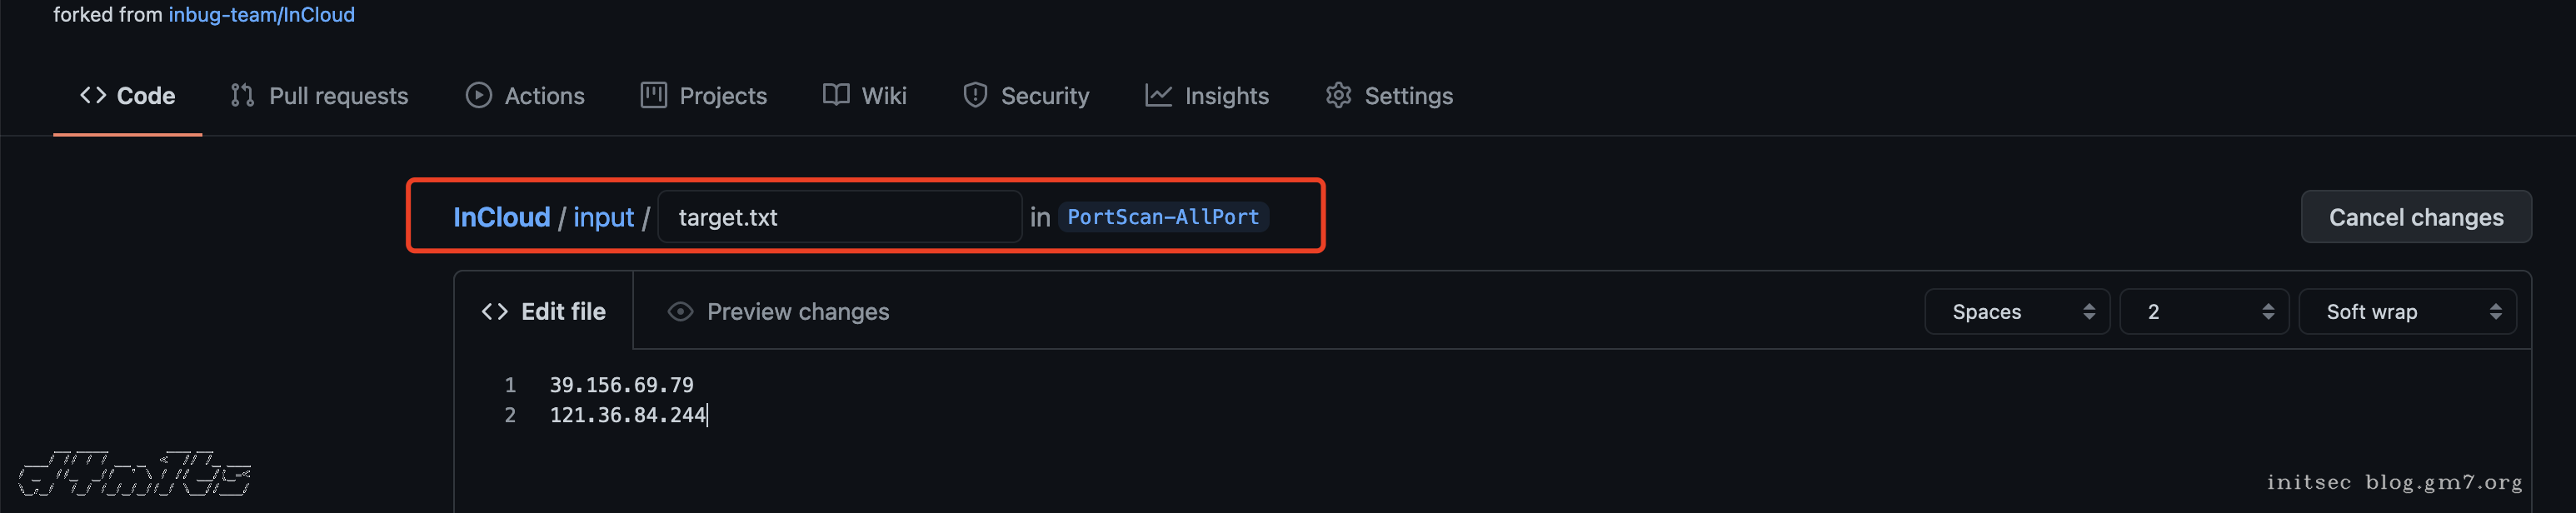 forked from inbug-team/InCloud
Code Pull requests Actions Projects Wiki Security Insights Settings
InCloud / input / target.txt in PortScan-AllPort Cancel changes
Edit file Preview changes Spaces 2 Soft wrap
1 39.156.69.79
2 121.36.84.244
d4m1ts
initsec blog.gm7.org